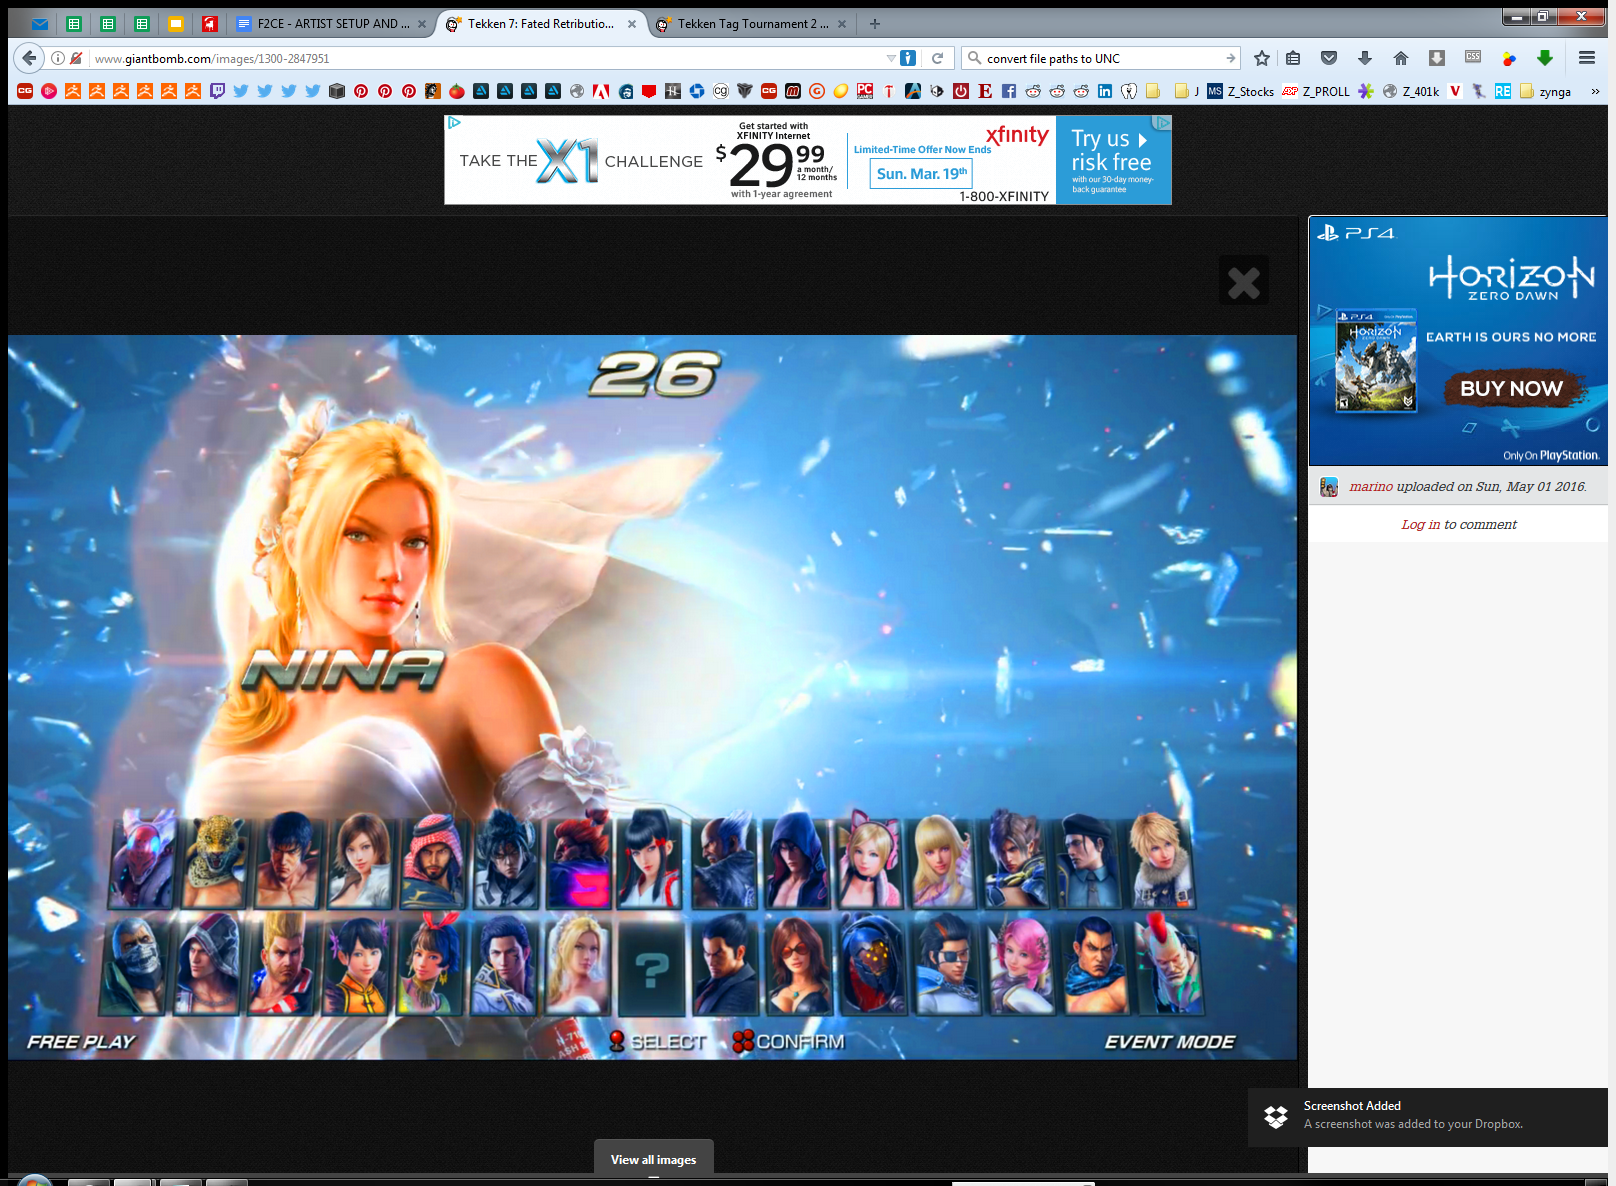 F2CE - ARTIST SETUP AND ...
Tekken 7: Fated Retributio...
Tekken Tag Tournament 2 ...
www.giantbomb.com/images/1300-2847951
convert file paths to UNC
J
Z_Stocks
Z_PROLL
Z_401k
zynga
TAKE THE X1 CHALLENGE
Get started with
XFINITY Internet
$29.99
a month/
12 months
with 1-year agreement
xfinity
Limited-Time Offer Now Ends
Sun. Mar. 19th
1-800-XFINITY
Try us
risk free
with our 30-day money-
back guarantee
PS4
HORIZON
ZERO DAWN
EARTH IS OURS NO MORE
BUY NOW
Only On PlayStation.
marino uploaded on Sun, May 01 2016.
Log in to comment
26
NINA
?
FREE PLAY
SELECT
CONFIRM
EVENT MODE
Screenshot Added
A screenshot was added to your Dropbox.
View all images